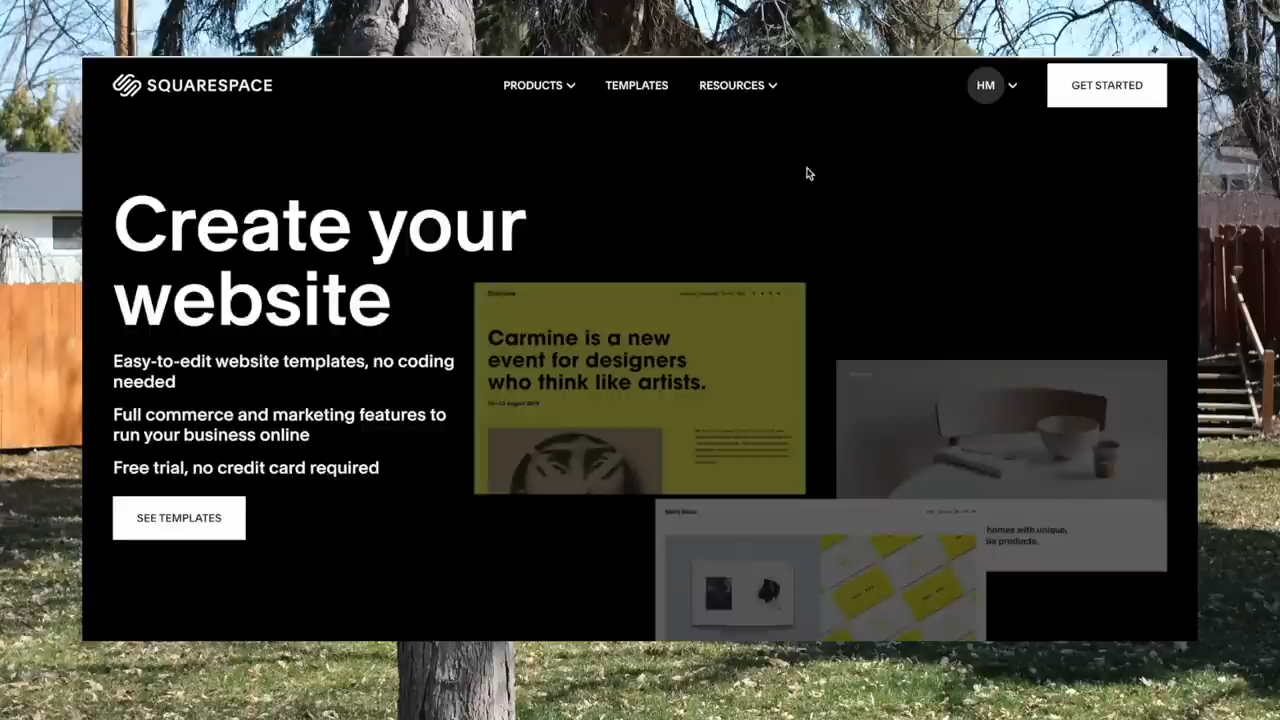 SQUARESPACE
PRODUCTS
TEMPLATES
RESOURCES
HM
GET STARTED
Create your
website
Easy-to-edit website templates, no coding
needed
Full commerce and marketing features to
run your business online
Free trial, no credit card required
SEE TEMPLATES
Carmine is a new
event for designers
who think like artists.
homes with unique,
products.